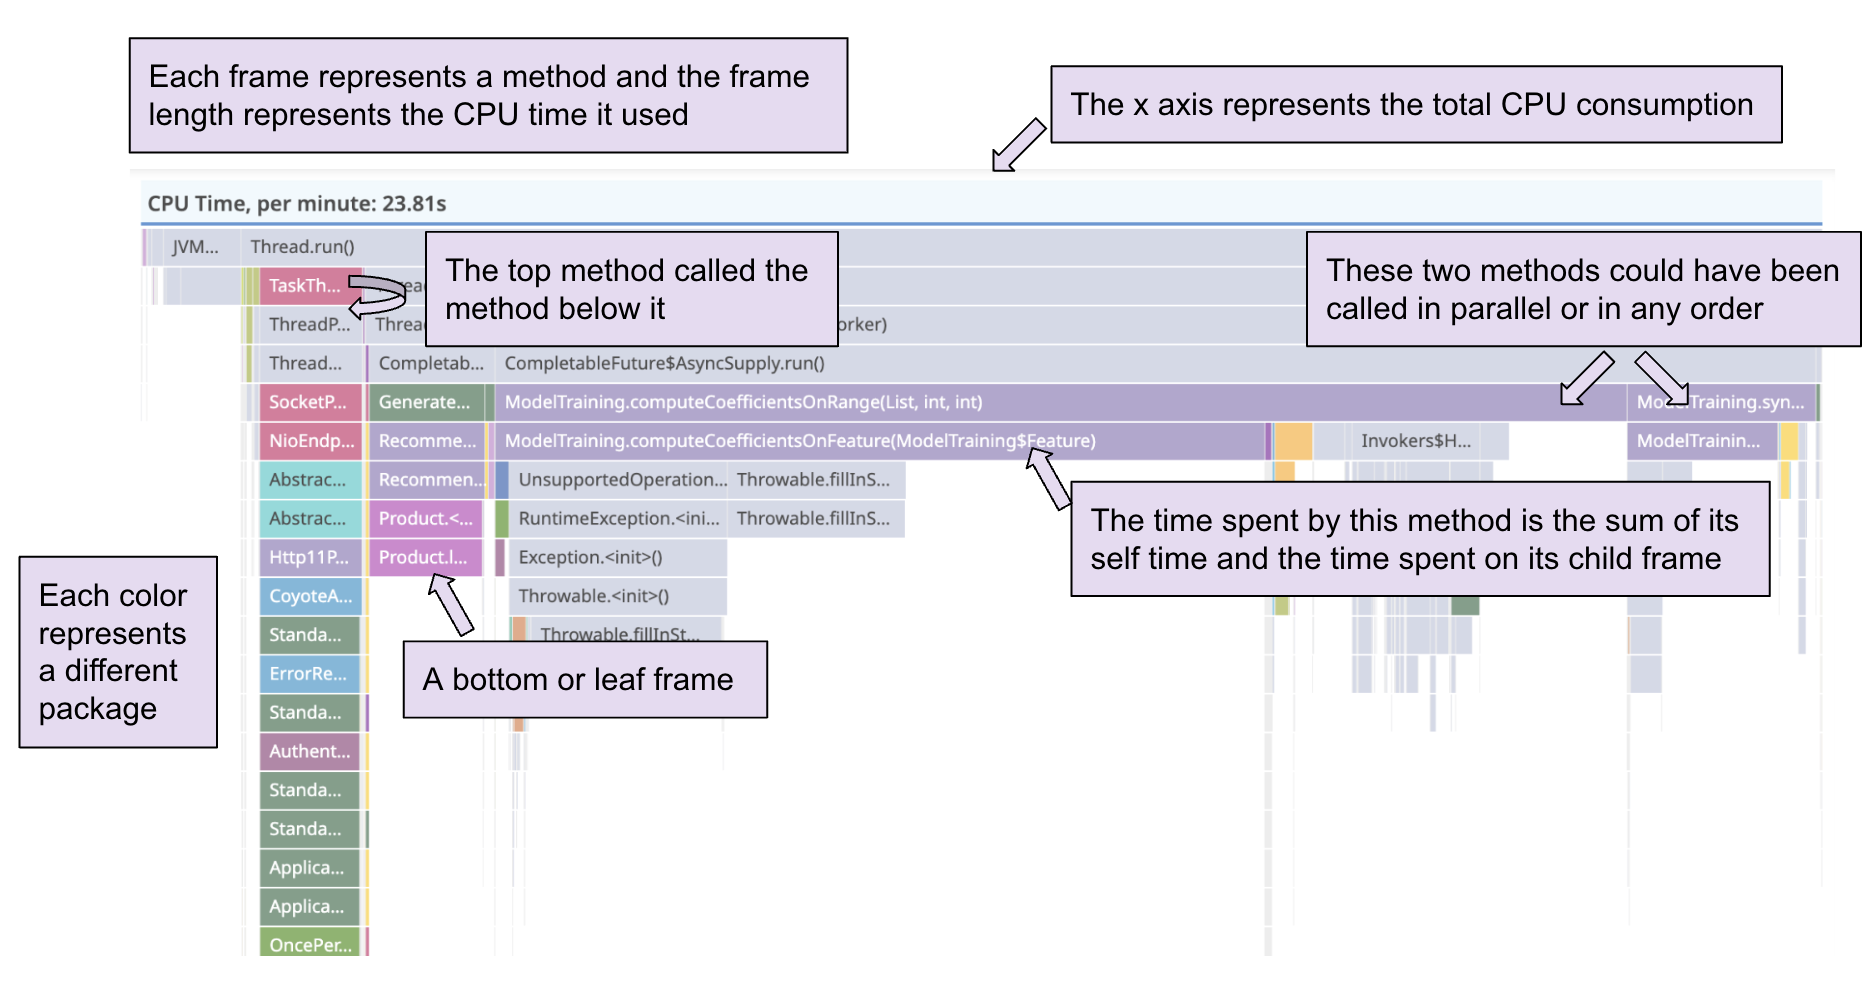 Each frame represents a method and the frame
length represents the CPU time it used
The x axis represents the total CPU consumption
CPU Time, per minute: 23.81s
JVM... Thread.run()
The top method called the
method below it
These two methods could have been
called in parallel or in any order
TaskTh...
ThreadP... Threa orker)
Thread... Completab... CompletableFuture$AsyncSupply.run()
SocketP... Generate... ModelTraining.computeCoefficientsOnRange(List, int, int) ModelTraining.syn...
NioEndp... Recomme... ModelTraining.computeCoefficientsOnFeature(ModelTraining$Feature) Invokers$H... ModelTrainin...
Abstrac... Recommen... UnsupportedOperation... Throwable.fillInS...
Abstrac... Product.<... RuntimeException.<ini... Throwable.fillInS...
The time spent by this method is the sum of its
self time and the time spent on its child frame
Http11P... Product.l... Exception.<init>()
Each color
represents
a different
package
CoyoteA... Throwable.<init>()
Standa... Throwable.fillInSt...
ErrorRe...
A bottom or leaf frame
Standa...
Authent...
Standa...
Standa...
Applica...
Applica...
OncePer...